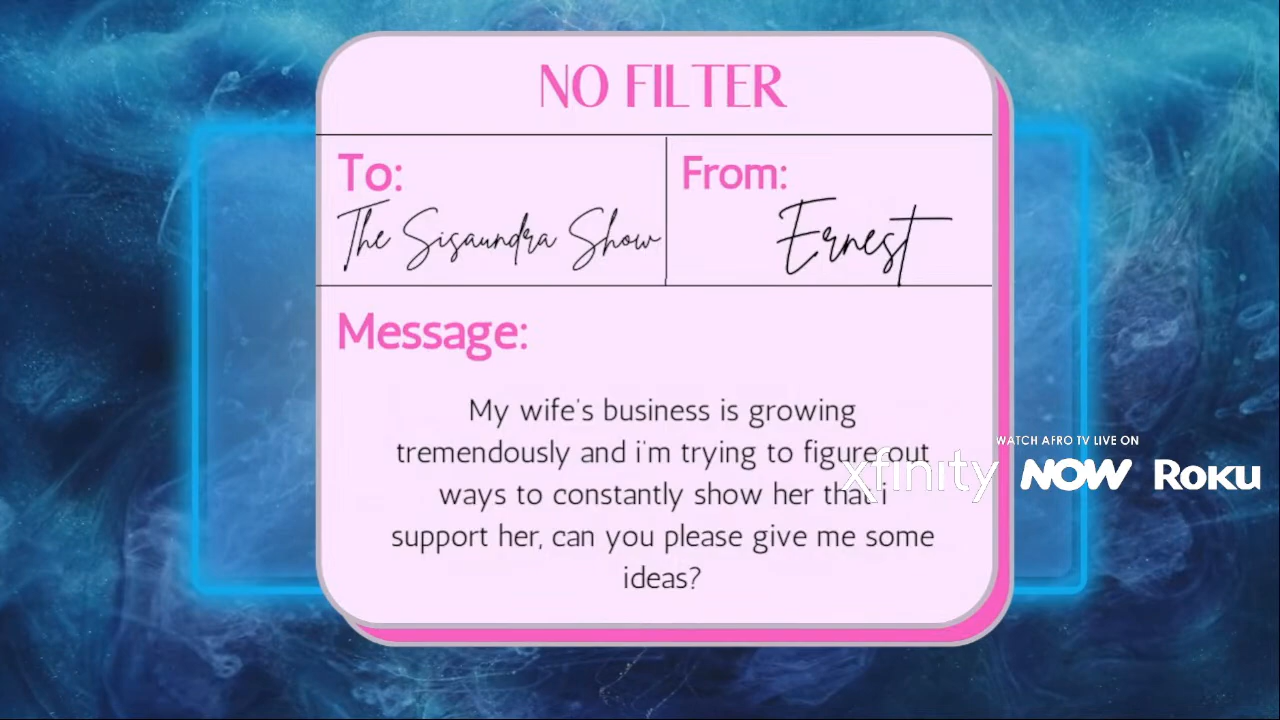 NO FILTER
To:
From:
The Sisaundra Show
Ernest
Message:
My wife's business is growing
tremendously and i'm trying to figure out
ways to constantly show her that i
support her, can you please give me some
ideas?
WATCH AFRO TV LIVE ON
xfinity NOW ROKU